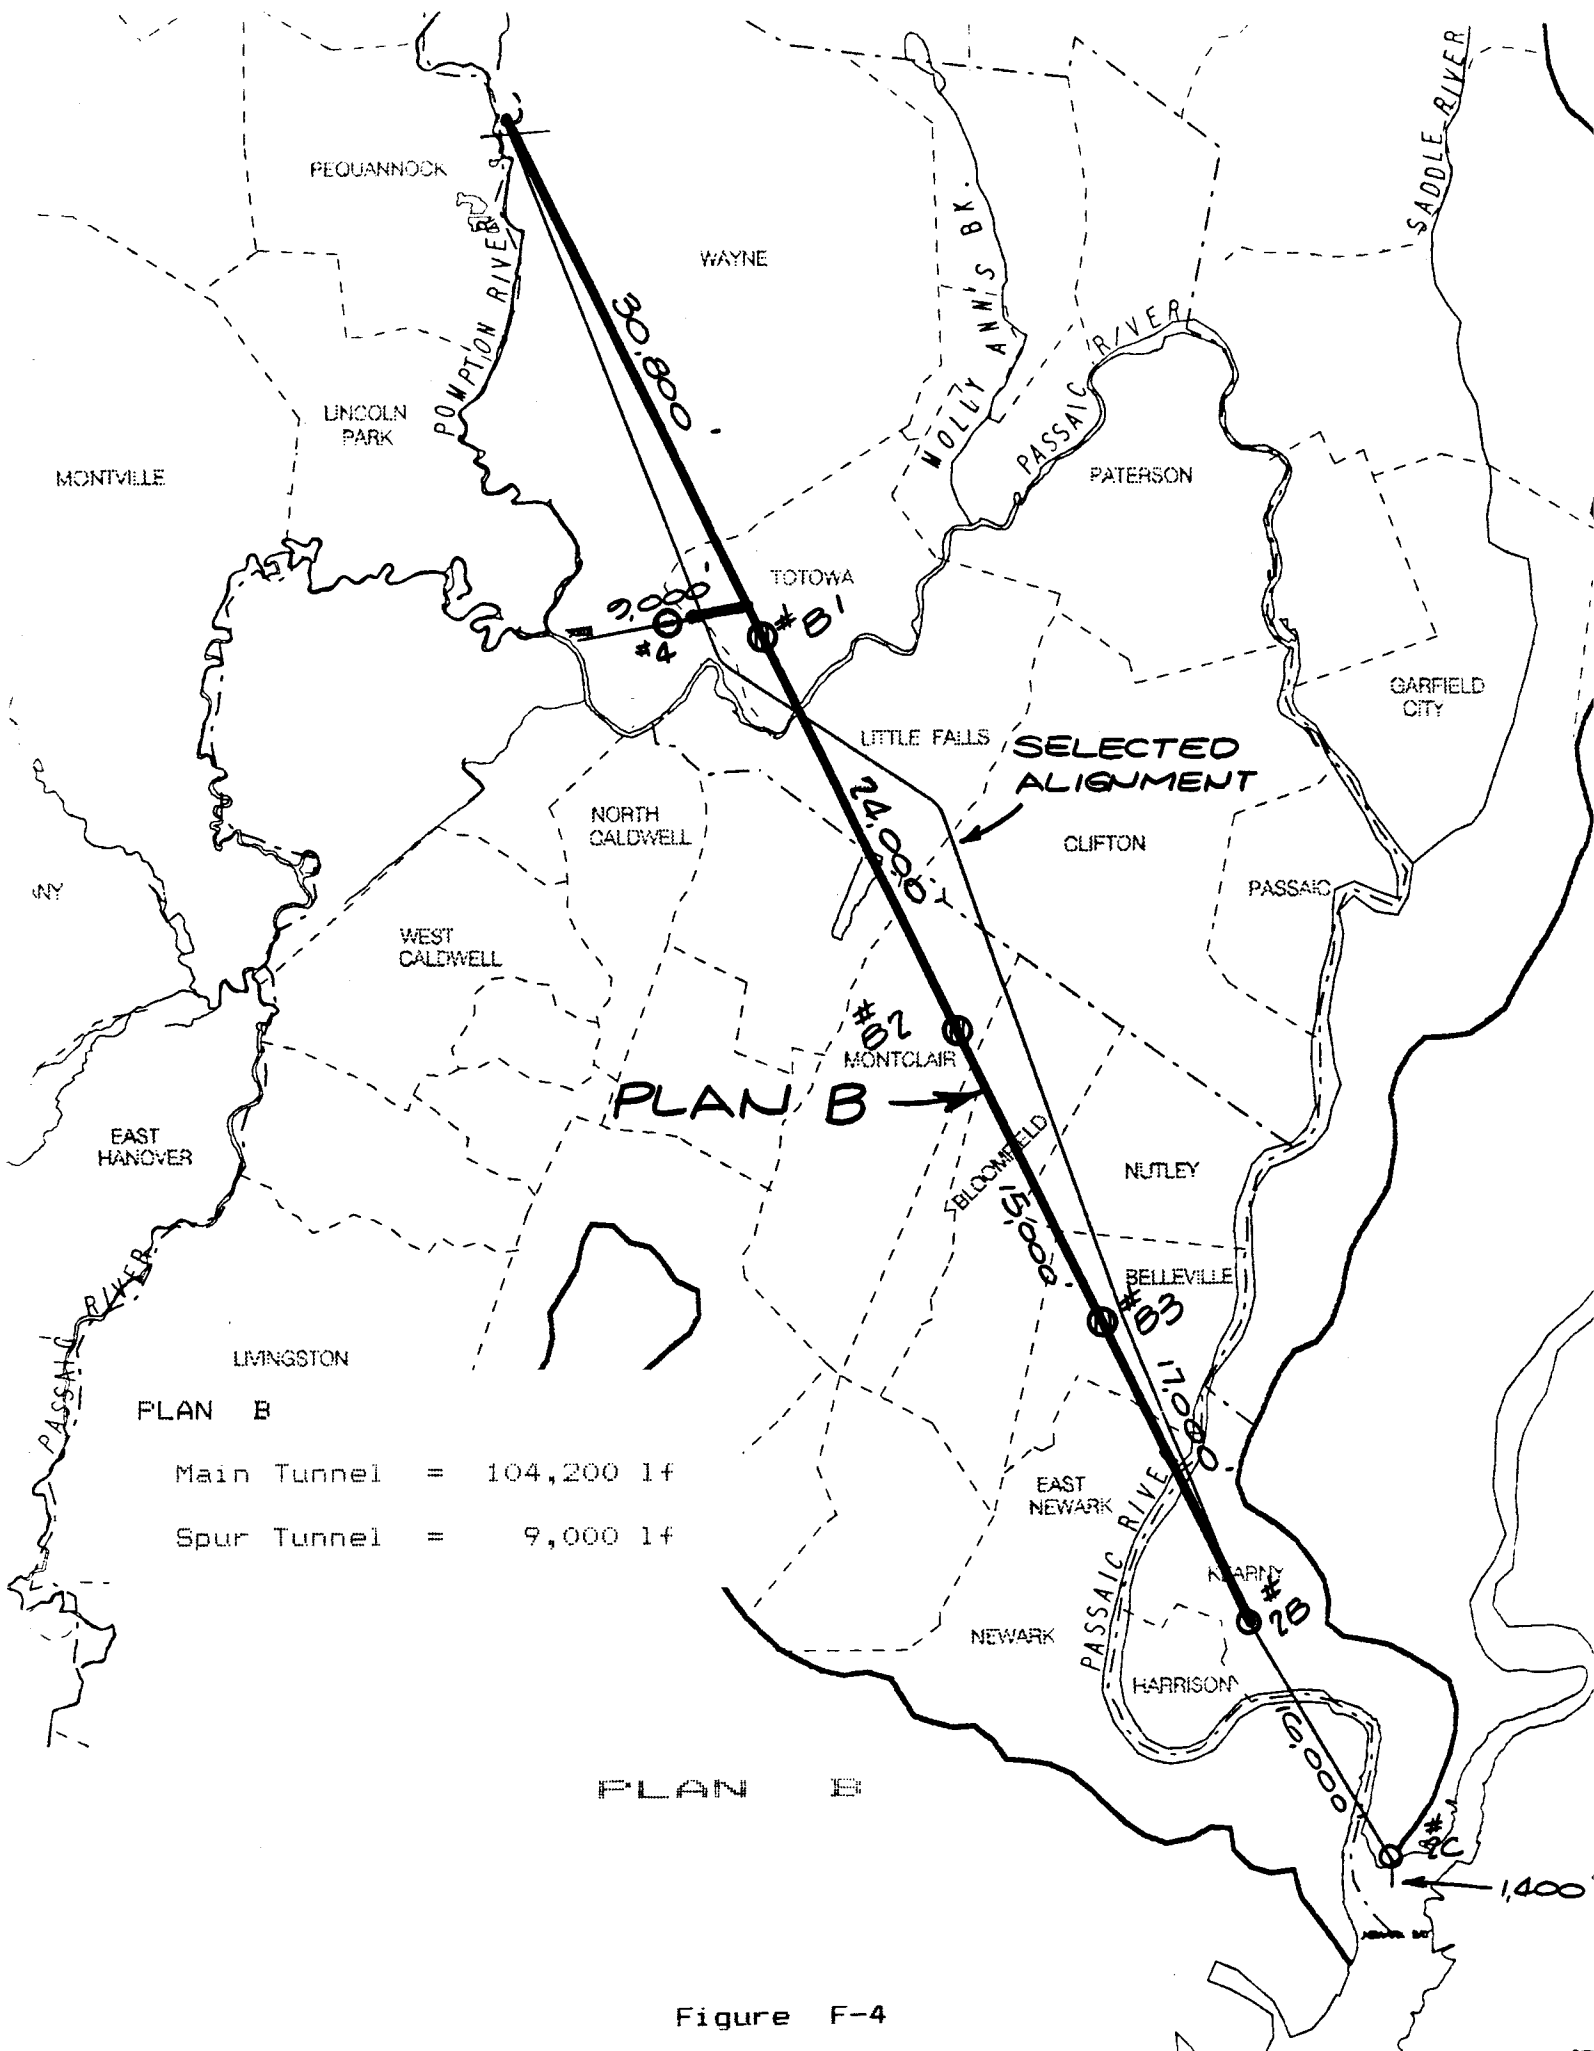 SADDLE RIVER
PEQUANNOCK
POMPTON RIVER
WAYNE
MOLLY ANN'S BK.
30,800'
PASSAIC RIVER
LINCOLN
PARK
MONTVILLE
PATERSON
TOTOWA
9,000'
#4
#B1
GARFIELD
CITY
LITTLE FALLS
SELECTED
ALIGNMENT
24,000'
NORTH
CALDWELL
CLIFTON
PASSAIC
NY
WEST
CALDWELL
#B2
MONTCLAIR
PLAN B
EAST
HANOVER
BLOOMFIELD
NUTLEY
15,000'
BELLEVILLE
#B3
PASSAIC RIVER
LIVINGSTON
17,000'
PLAN B
Main Tunnel = 104,200 lf
EAST
NEWARK
Spur Tunnel = 9,000 lf
PASSAIC RIVE
KEARNY
#2B
NEWARK
HARRISON
16,000
PLAN B
#2C
1,400'
Figure F-4